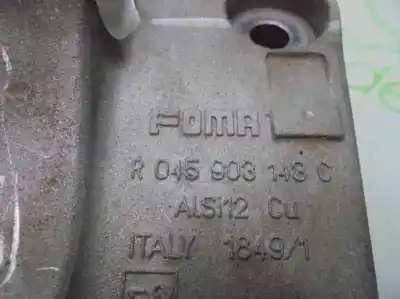 FOMA
R 045 903 143 C
AlSi12 Cu
ITALY 1849/1